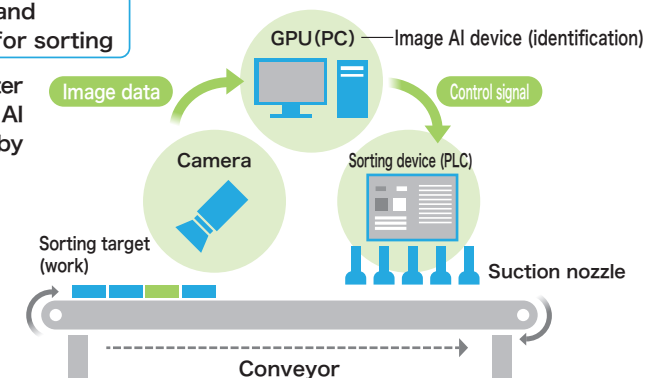 and
for sorting
AI
by
GPU(PC)
Image AI device (identification)
Image data
Control signal
Camera
Sorting device (PLC)
Sorting target
(work)
Suction nozzle
Conveyor